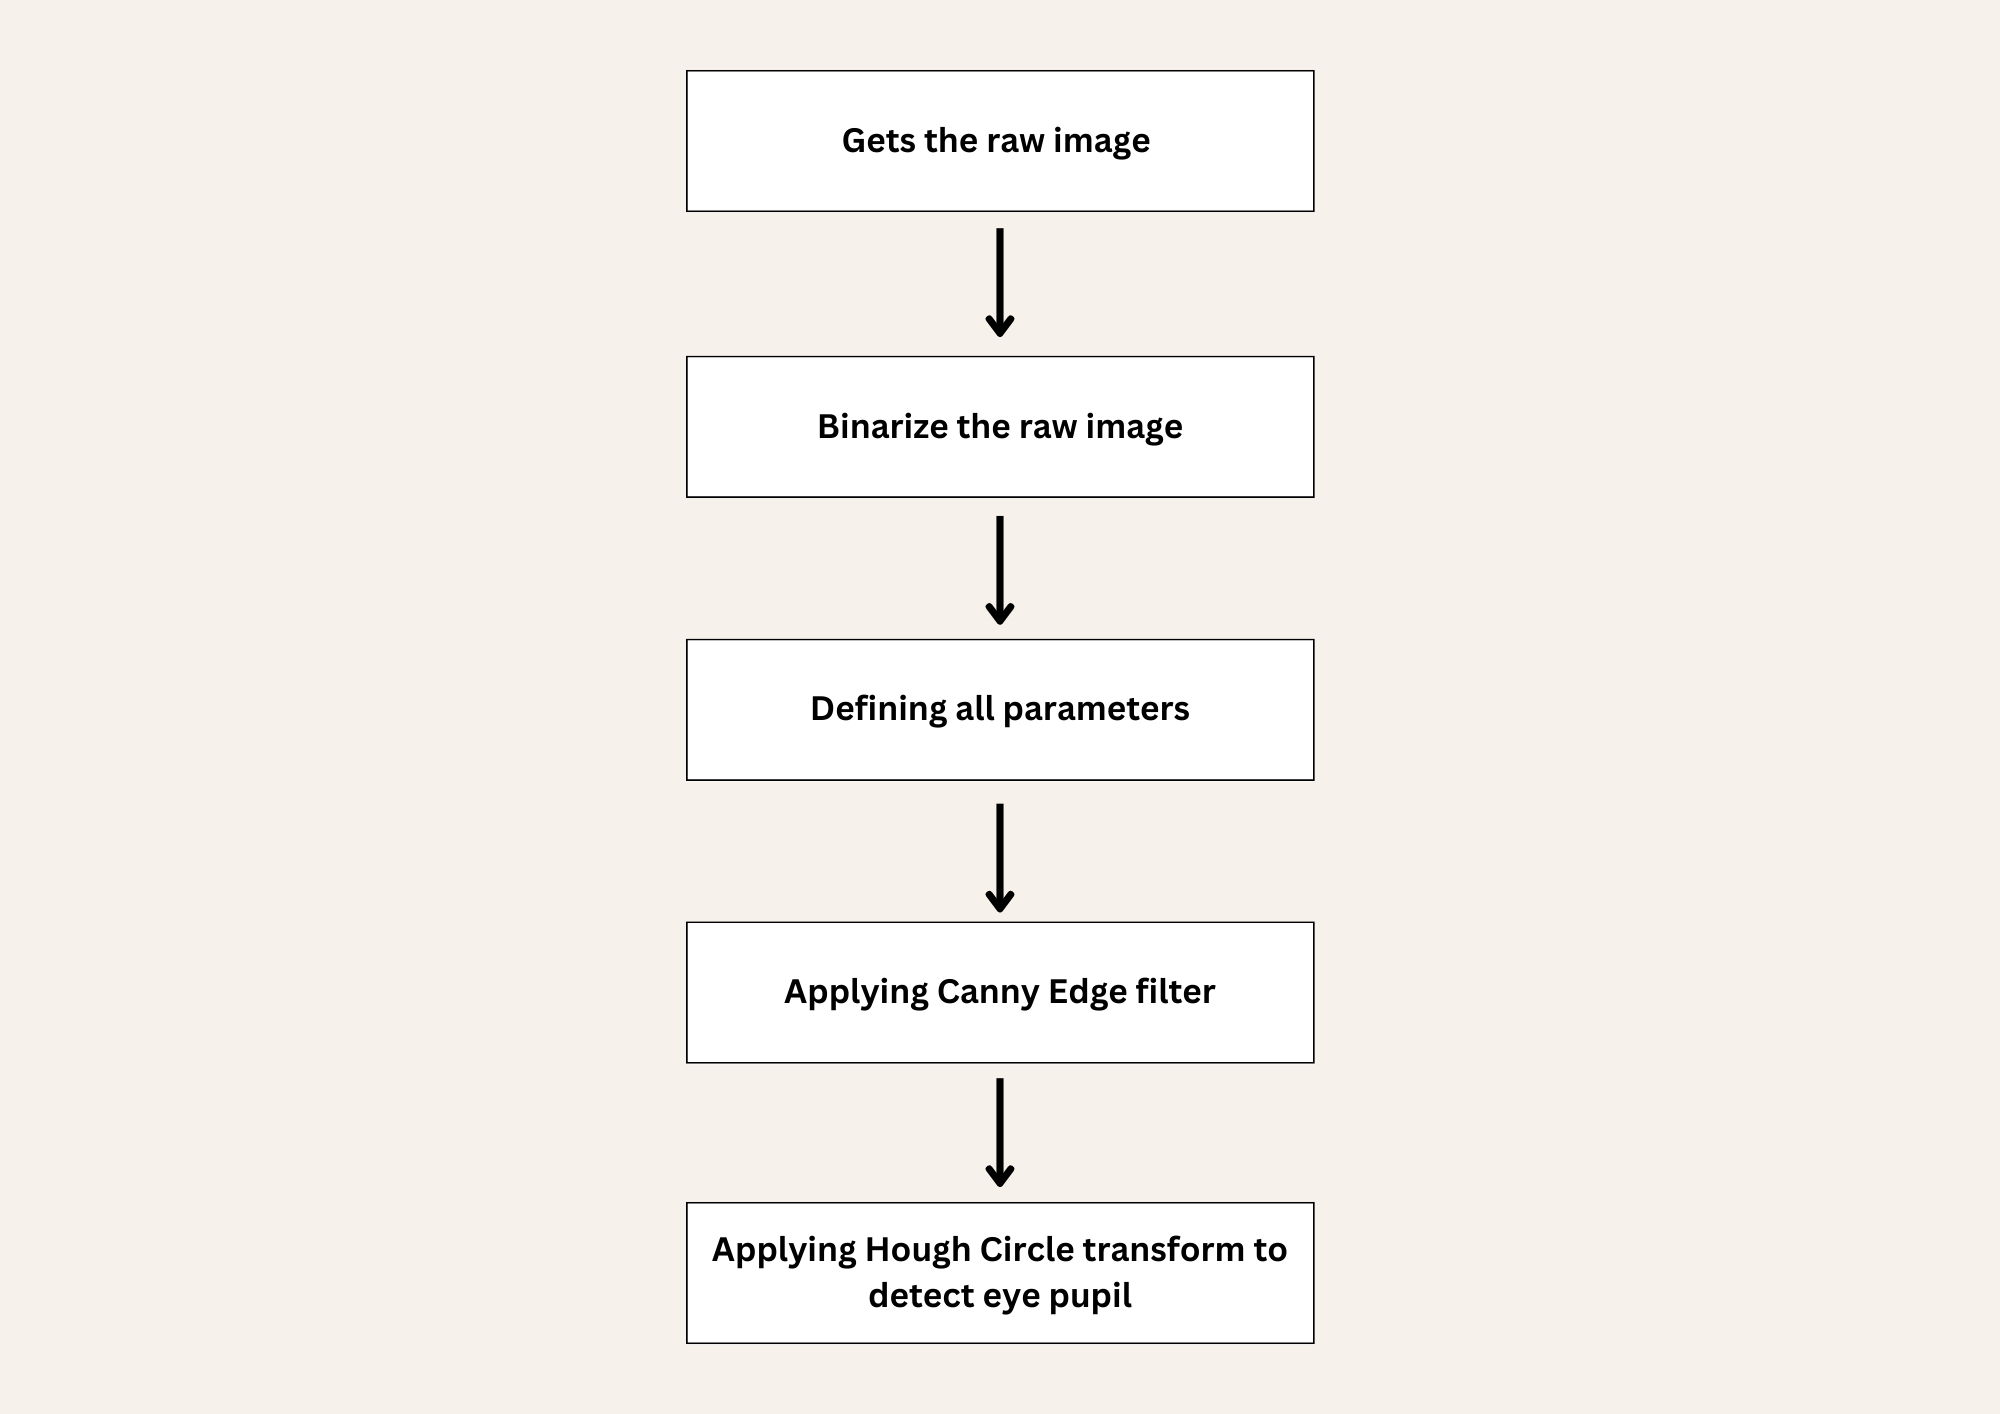 Gets the raw image
Binarize the raw image
Defining all parameters
Applying Canny Edge filter
Applying Hough Circle transform to
detect eye pupil